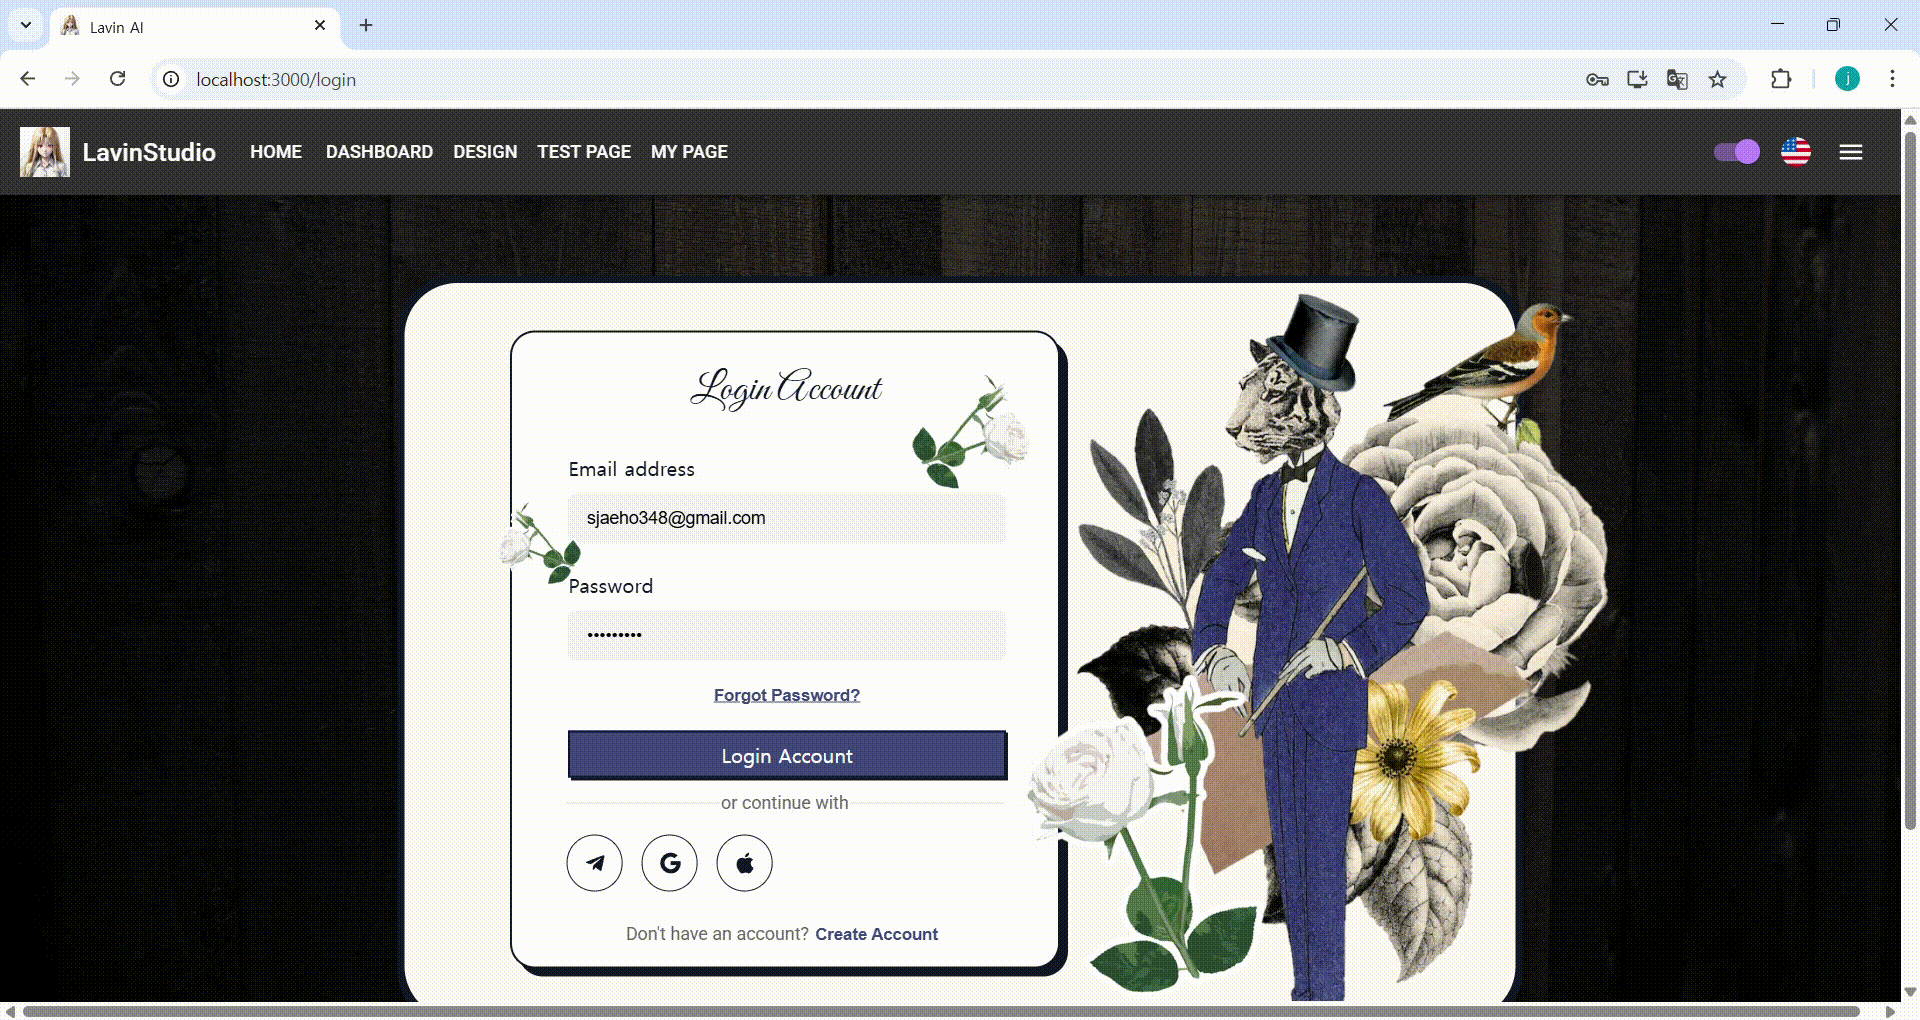 Lavin AI
localhost:3000/login
j
LavinStudio HOME DASHBOARD DESIGN TEST PAGE MY PAGE
Login Account
Email address
sjaeho348@gmail.com
Password
•••••••••
Forgot Password?
Login Account
or continue with
G
Don't have an account? Create Account